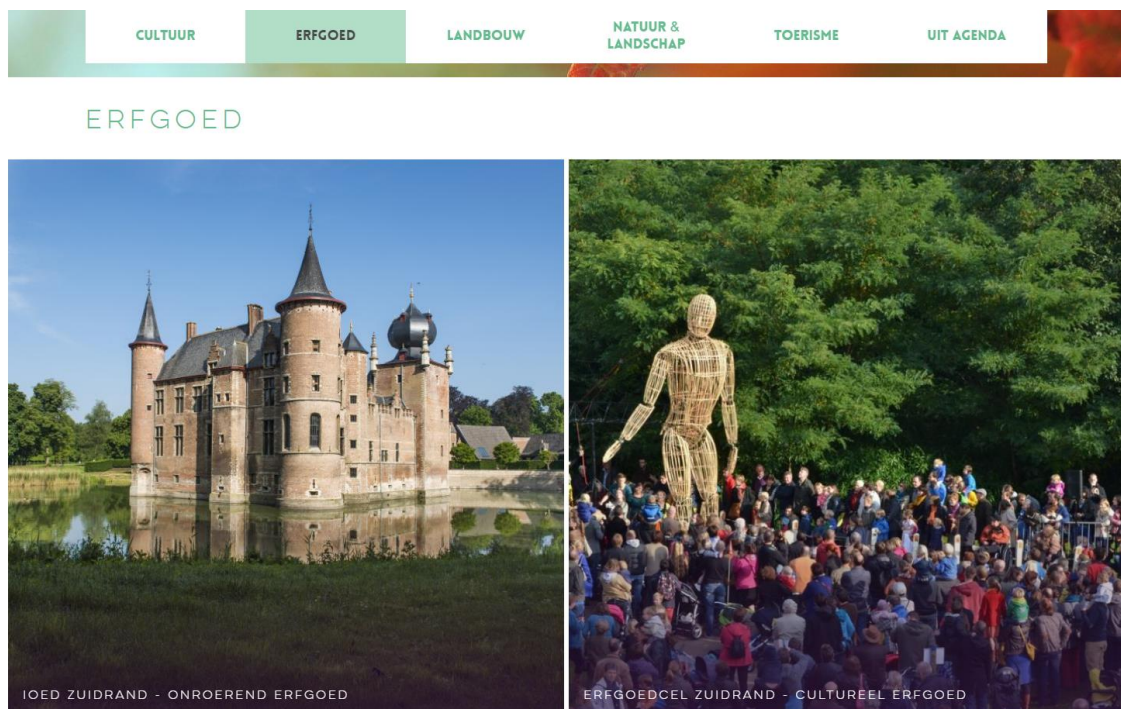 CULTUUR
ERFGOED
LANDBOUW
NATUUR &
LANDSCHAP
TOERISME
UIT AGENDA
ERFGOED
IOED ZUIDRAND - ONROEREND ERFGOED
ERFGOEDCEL ZUIDRAND - CULTUREEL ERFGOED